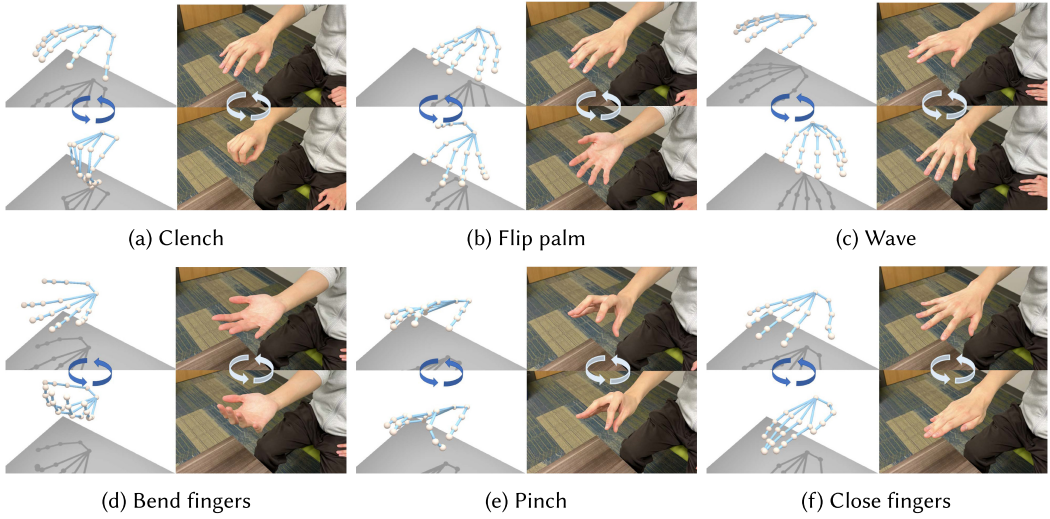 (a) Clench
(b) Flip palm
(c) Wave
(d) Bend fingers
(e) Pinch
(f) Close fingers